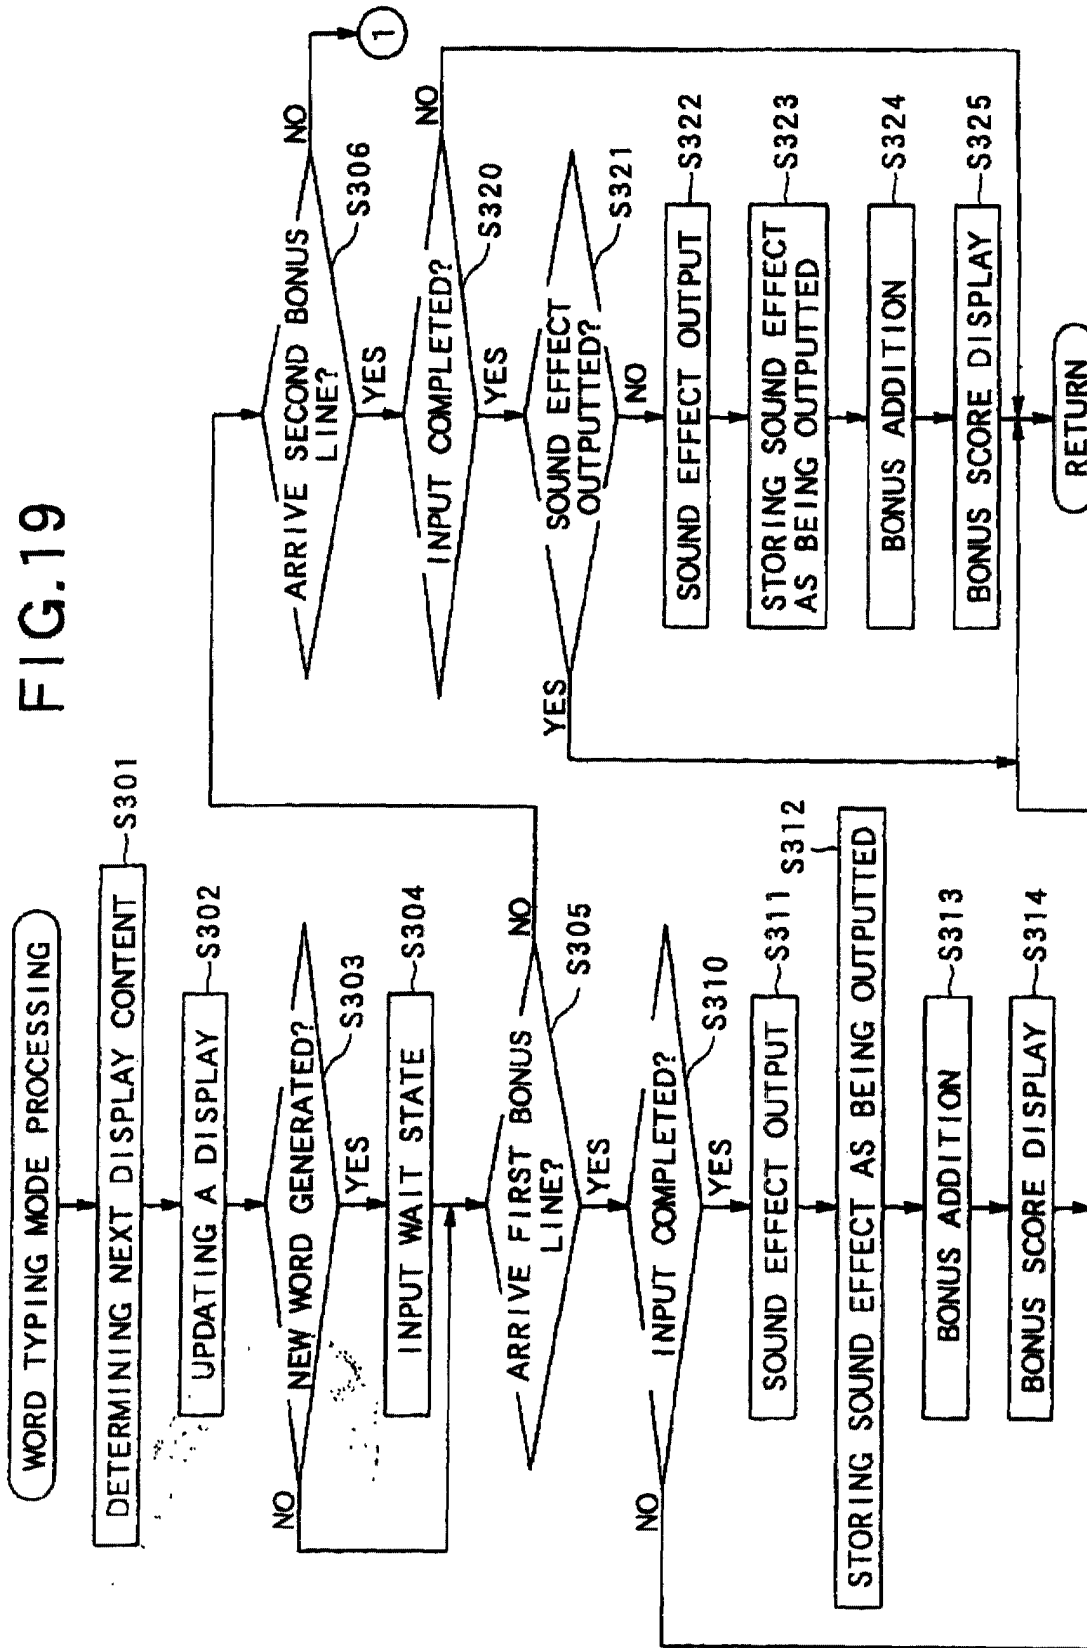 FIG.19
WORD TYPING MODE PROCESSING
DETERMINING NEXT DISPLAY CONTENT
S301
UPDATING A DISPLAY
S302
NEW WORD GENERATED?
S303
NO
YES
INPUT WAIT STATE
S304
ARRIVE FIRST BONUS
LINE?
S305
NO
YES
INPUT COMPLETED?
S310
NO
YES
SOUND EFFECT OUTPUT
S311
STORING SOUND EFFECT AS BEING OUTPUTTED
S312
BONUS ADDITION
S313
BONUS SCORE DISPLAY
S314
ARRIVE SECOND BONUS
LINE?
S306
NO
1
YES
INPUT COMPLETED?
S320
NO
YES
SOUND EFFECT
OUTPUTTED?
S321
YES
NO
SOUND EFFECT OUTPUT
S322
STORING SOUND EFFECT
AS BEING OUTPUTTED
S323
BONUS ADDITION
S324
BONUS SCORE DISPLAY
S325
RETURN